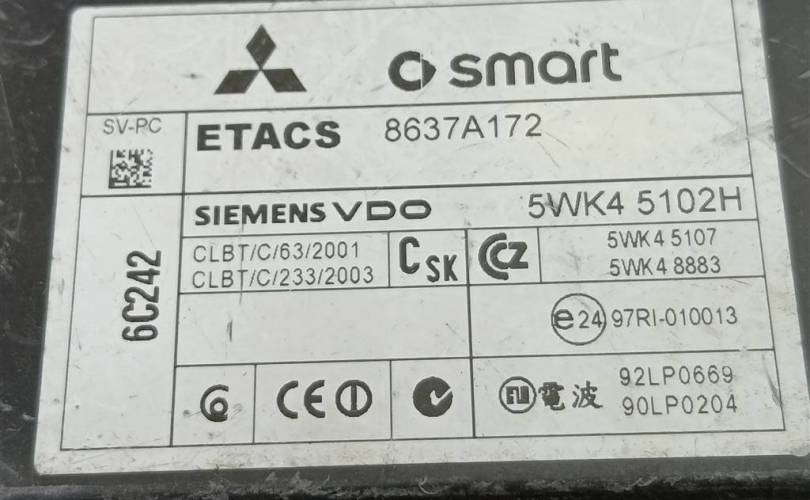 smart
SV-PC
ETACS 8637A172
SIEMENS VDO 5WK4 5102H
CLBT/C/63/2001
CLBT/C/233/2003
CSK
CCZ
5WK4 5107
5WK4 8883
6C242
e24 97RI-010013
CE
電波
92LP0669
90LP0204